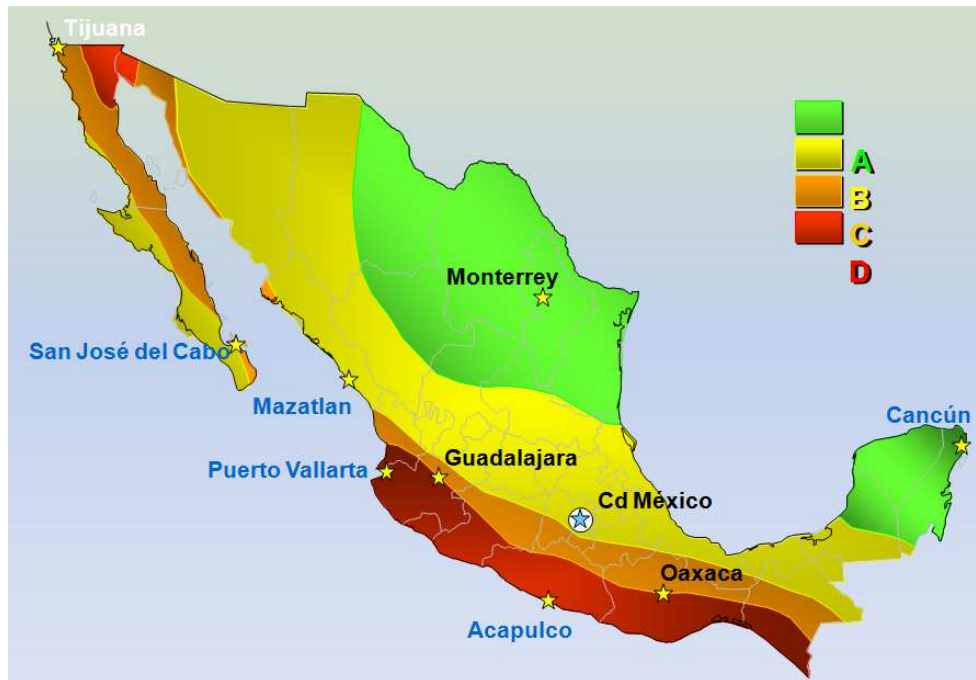 Tijuana
A
B
C
D
Monterrey
San José del Cabo
Mazatlan
Cancún
Puerto Vallarta
Guadalajara
Cd México
Oaxaca
Acapulco